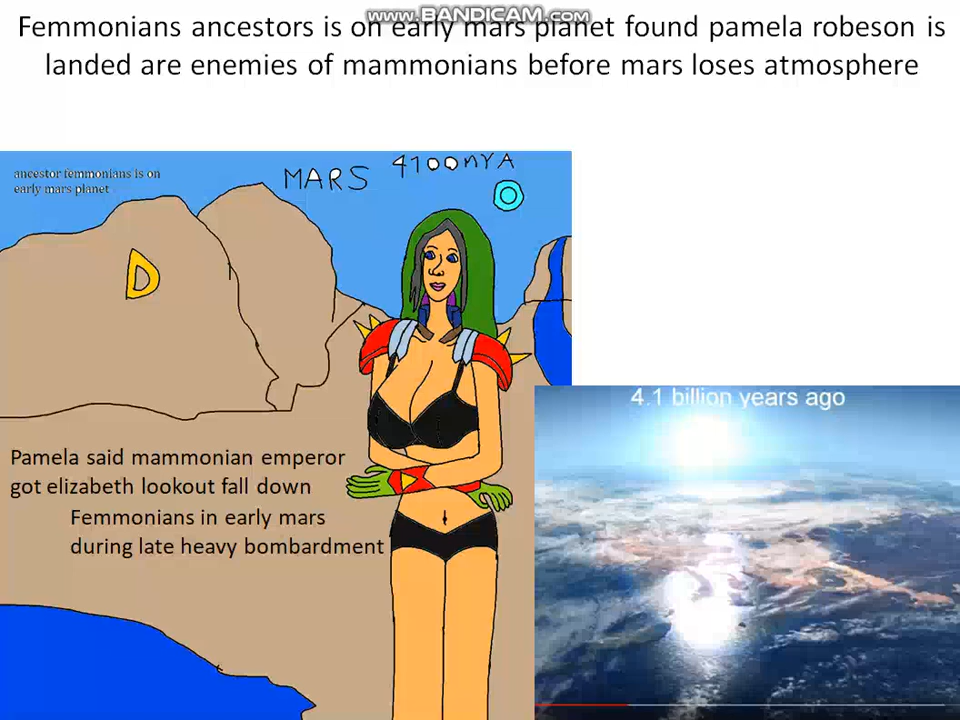 www.BANDICAM.com
Femmonians ancestors is on early mars planet found pamela robeson is
landed are enemies of mammonians before mars loses atmosphere
ancestor femmonians is on
early mars planet
MARS 4100MYA
D
4.1 billion years ago
Pamela said mammonian emperor
got elizabeth lookout fall down
Femmonians in early mars
during late heavy bombardment